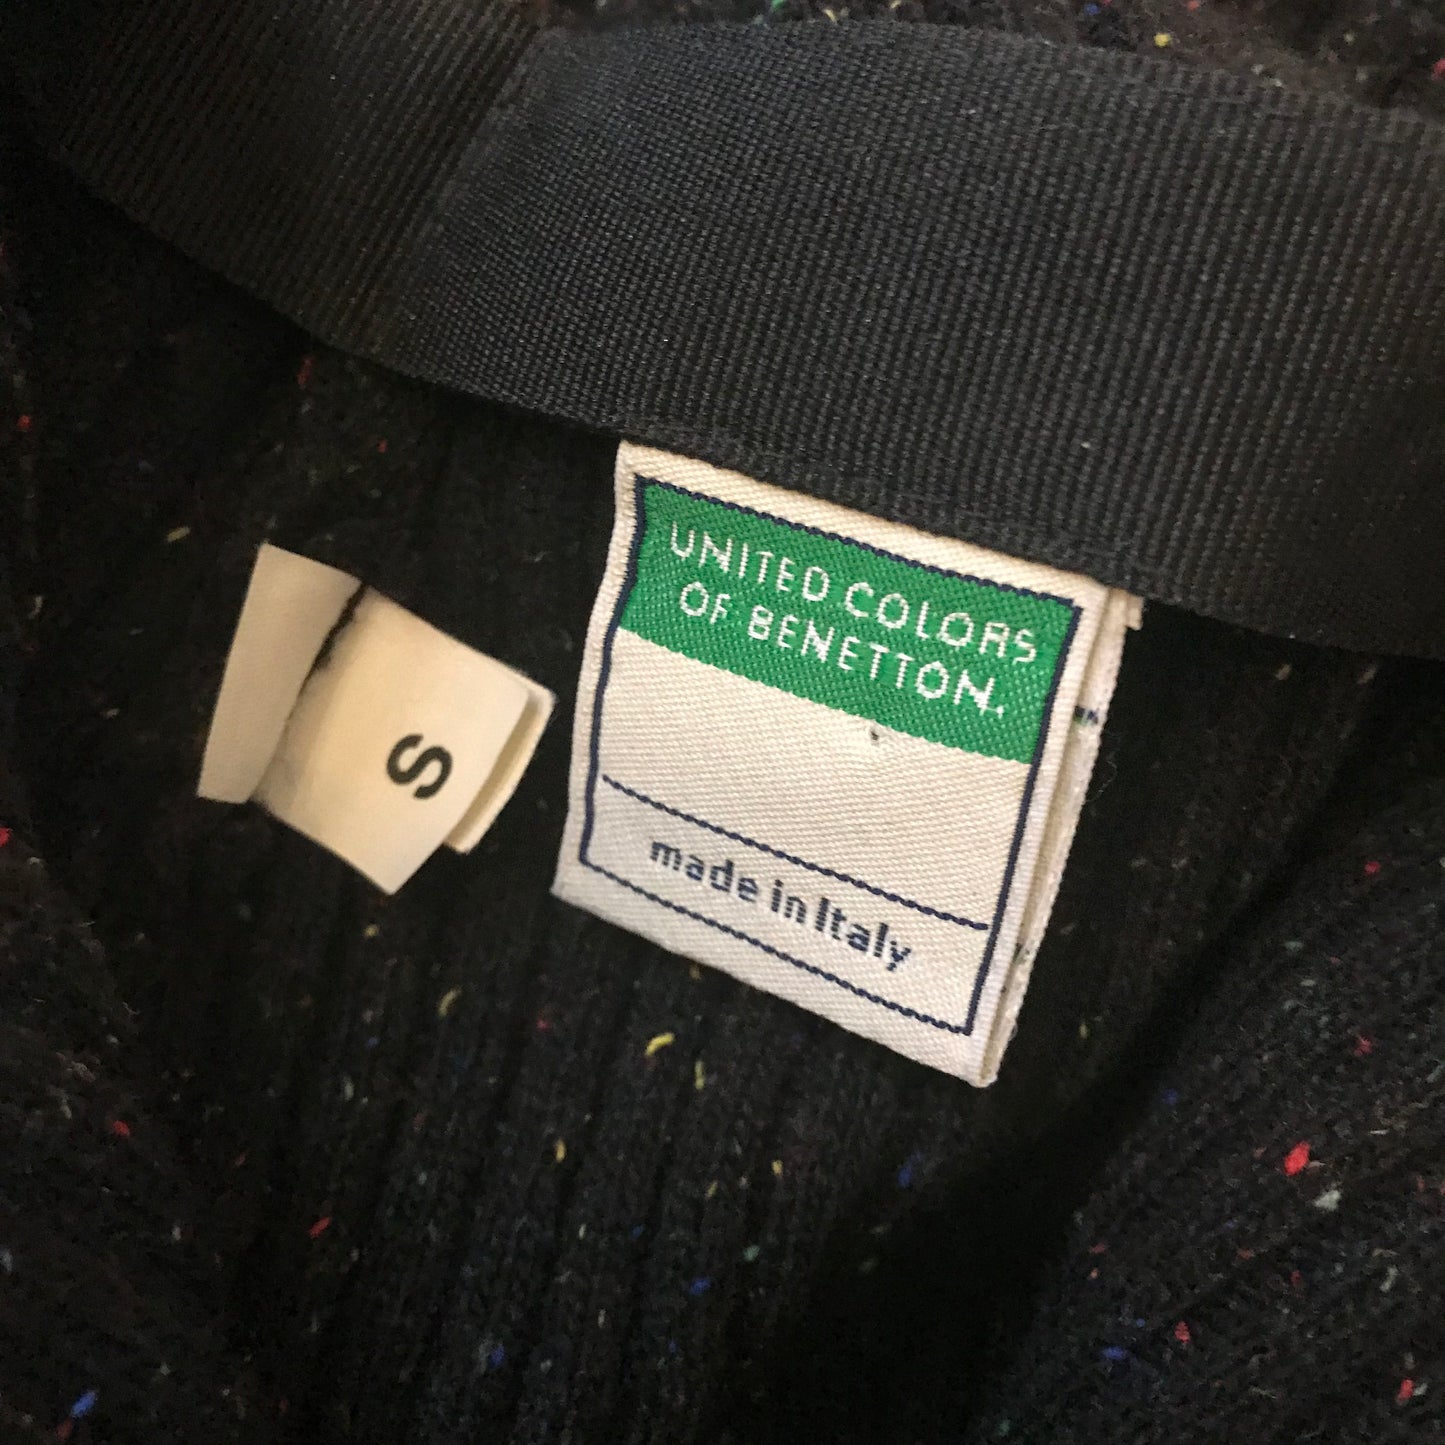 UNITED COLORS
OF BENETTON.
made in Italy
S